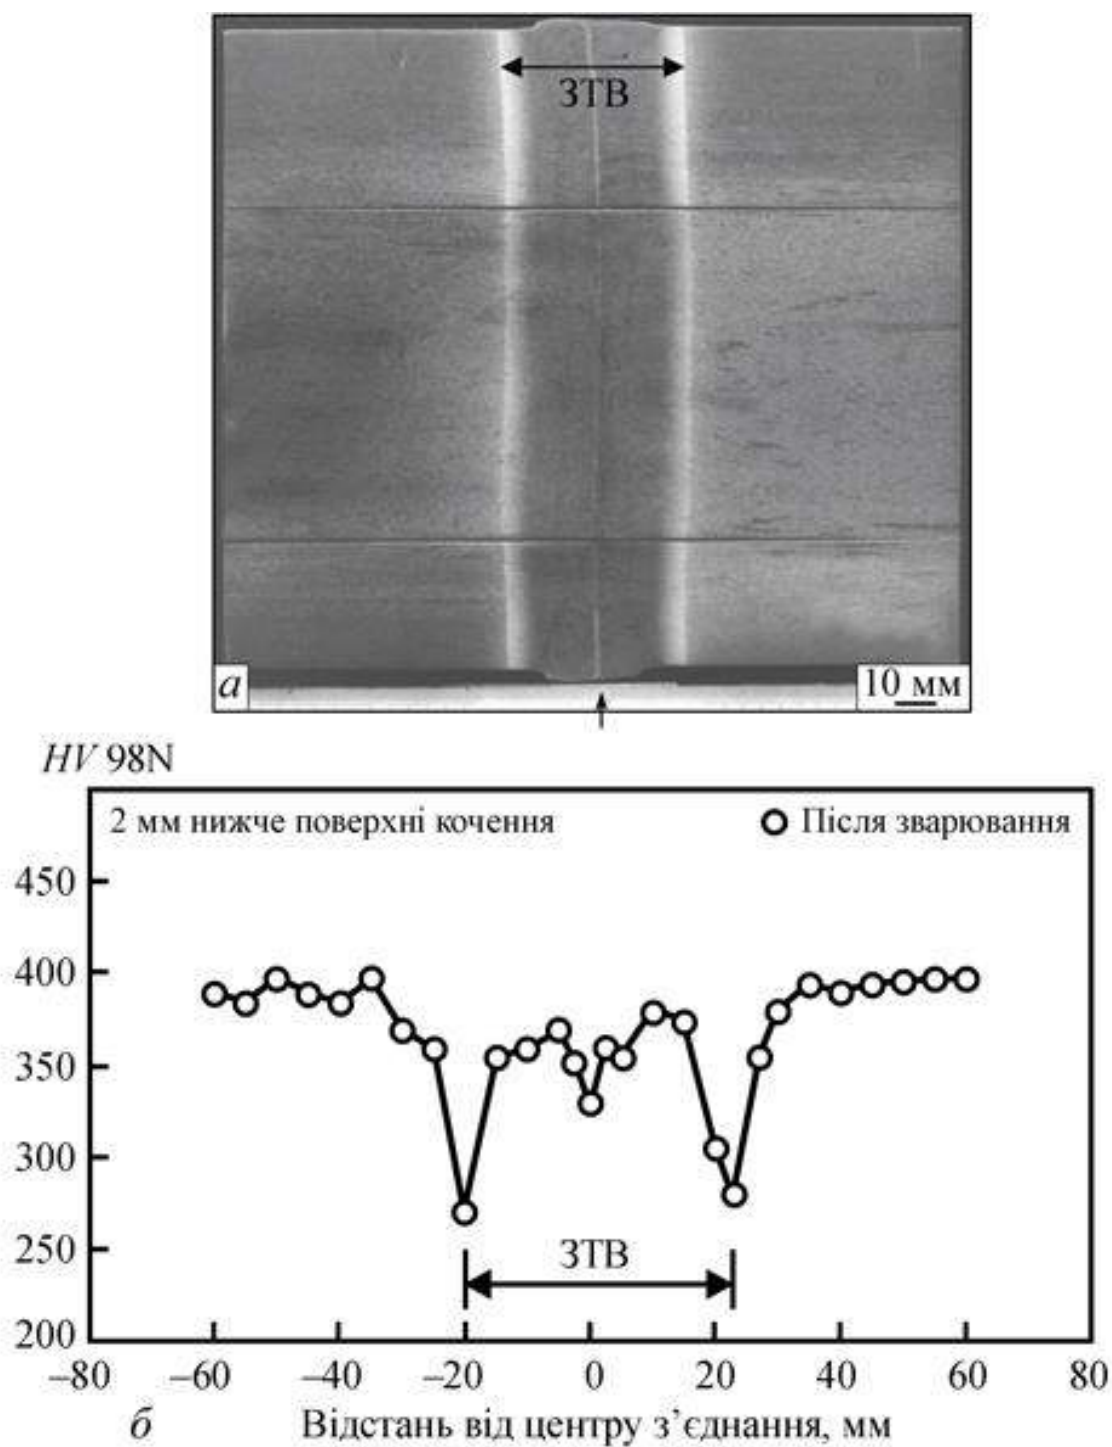 ЗТВ
а
10 мм
HV 98N
2 мм нижче поверхні кочення
Після зварювання
450
400
350
300
250
200
ЗТВ
–80 –60 –40 –20 0 20 40 60 80
б
Відстань від центру з’єднання, мм